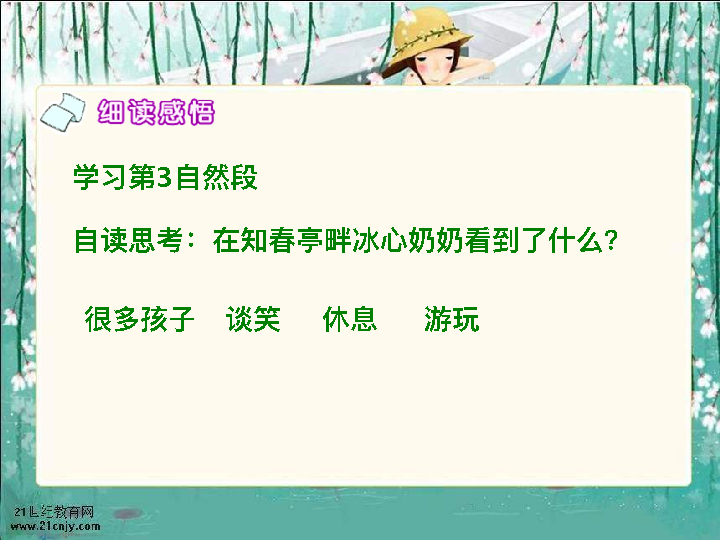 细读感悟
学习第3自然段
自读思考：在知春亭畔冰心奶奶看到了什么？
很多孩子 谈笑 休息 游玩
21世纪教育网
www.21cnjy.com